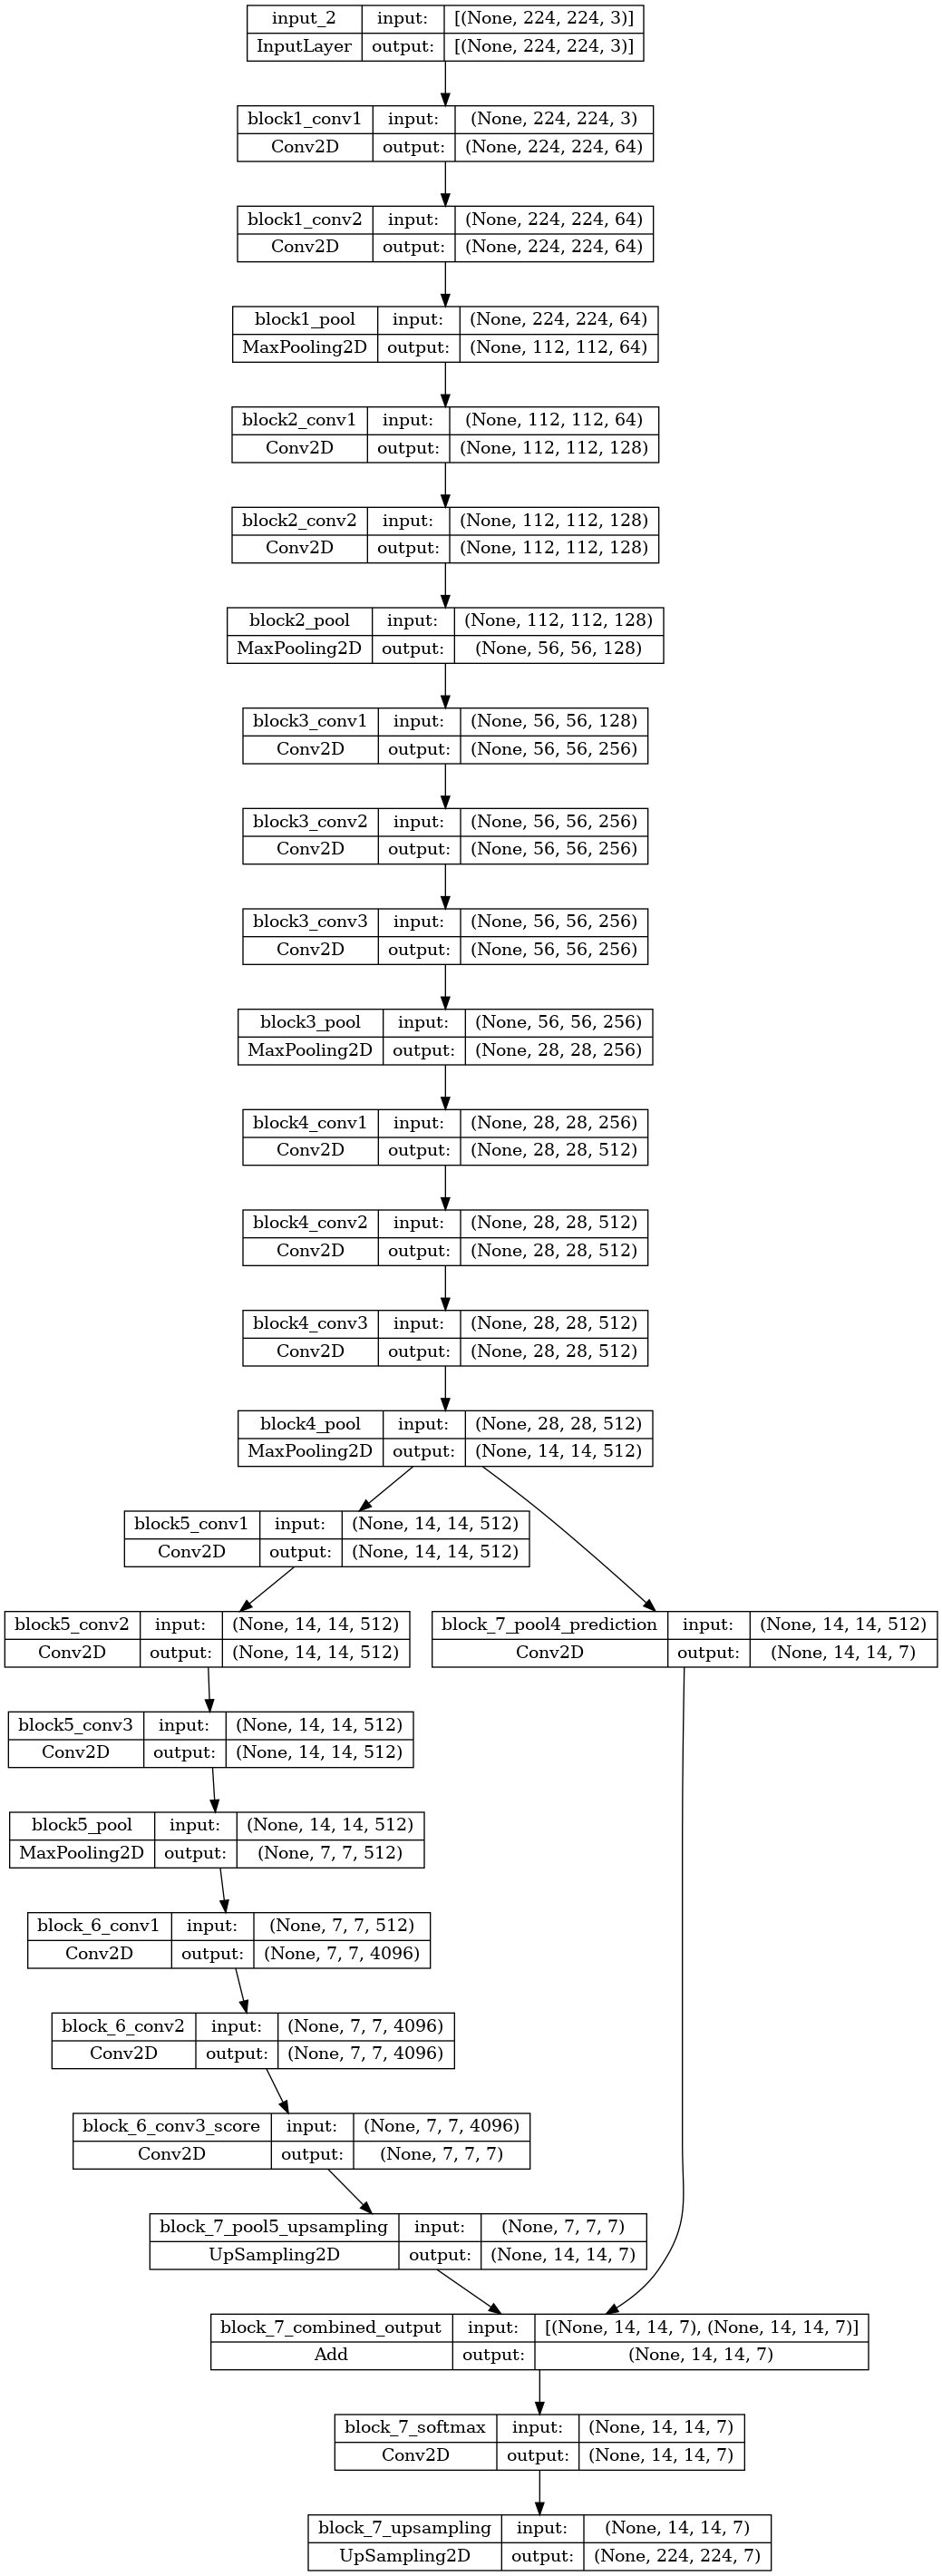 input_2 input: [(None, 224, 224, 3)]
InputLayer output: [(None, 224, 224, 3)]
block1_conv1 input: (None, 224, 224, 3)
Conv2D output: (None, 224, 224, 64)
block1_conv2 input: (None, 224, 224, 64)
Conv2D output: (None, 224, 224, 64)
block1_pool input: (None, 224, 224, 64)
MaxPooling2D output: (None, 112, 112, 64)
block2_conv1 input: (None, 112, 112, 64)
Conv2D output: (None, 112, 112, 128)
block2_conv2 input: (None, 112, 112, 128)
Conv2D output: (None, 112, 112, 128)
block2_pool input: (None, 112, 112, 128)
MaxPooling2D output: (None, 56, 56, 128)
block3_conv1 input: (None, 56, 56, 128)
Conv2D output: (None, 56, 56, 256)
block3_conv2 input: (None, 56, 56, 256)
Conv2D output: (None, 56, 56, 256)
block3_conv3 input: (None, 56, 56, 256)
Conv2D output: (None, 56, 56, 256)
block3_pool input: (None, 56, 56, 256)
MaxPooling2D output: (None, 28, 28, 256)
block4_conv1 input: (None, 28, 28, 256)
Conv2D output: (None, 28, 28, 512)
block4_conv2 input: (None, 28, 28, 512)
Conv2D output: (None, 28, 28, 512)
block4_conv3 input: (None, 28, 28, 512)
Conv2D output: (None, 28, 28, 512)
block4_pool input: (None, 28, 28, 512)
MaxPooling2D output: (None, 14, 14, 512)
block5_conv1 input: (None, 14, 14, 512)
Conv2D output: (None, 14, 14, 512)
block5_conv2 input: (None, 14, 14, 512)
Conv2D output: (None, 14, 14, 512)
block_7_pool4_prediction input: (None, 14, 14, 512)
Conv2D output: (None, 14, 14, 7)
block5_conv3 input: (None, 14, 14, 512)
Conv2D output: (None, 14, 14, 512)
block5_pool input: (None, 14, 14, 512)
MaxPooling2D output: (None, 7, 7, 512)
block_6_conv1 input: (None, 7, 7, 512)
Conv2D output: (None, 7, 7, 4096)
block_6_conv2 input: (None, 7, 7, 4096)
Conv2D output: (None, 7, 7, 4096)
block_6_conv3_score input: (None, 7, 7, 4096)
Conv2D output: (None, 7, 7, 7)
block_7_pool5_upsampling input: (None, 7, 7, 7)
UpSampling2D output: (None, 14, 14, 7)
block_7_combined_output input: [(None, 14, 14, 7), (None, 14, 14, 7)]
Add output: (None, 14, 14, 7)
block_7_softmax input: (None, 14, 14, 7)
Conv2D output: (None, 14, 14, 7)
block_7_upsampling input: (None, 14, 14, 7)
UpSampling2D output: (None, 224, 224, 7)